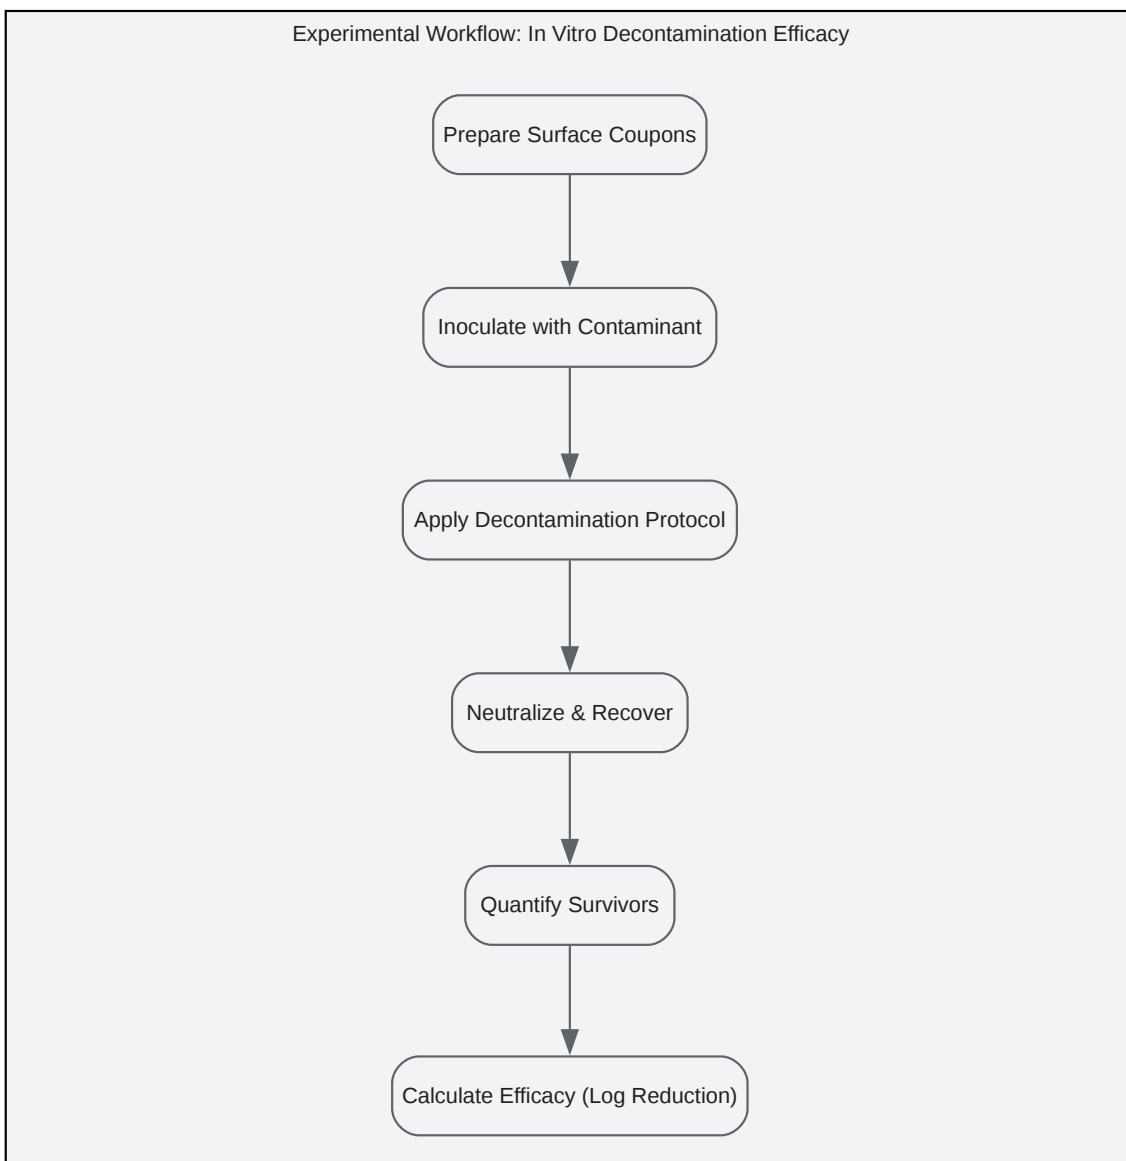 Experimental Workflow: In Vitro Decontamination Efficacy
Prepare Surface Coupons
Inoculate with Contaminant
Apply Decontamination Protocol
Neutralize & Recover
Quantify Survivors
Calculate Efficacy (Log Reduction)